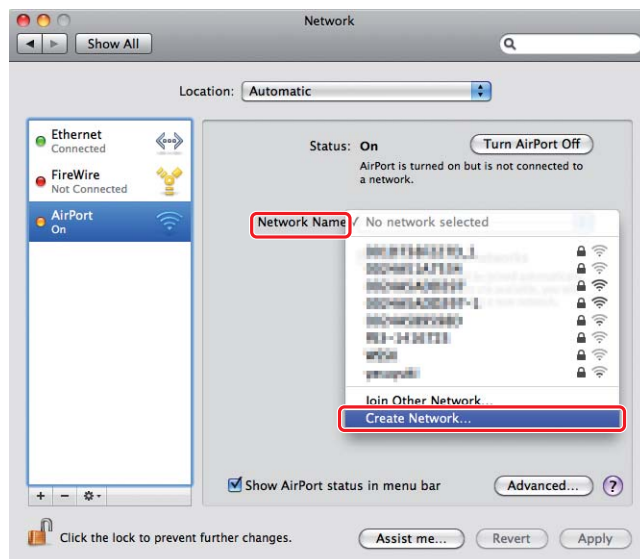 Network
Show All
Location: Automatic
Ethernet
Connected
FireWire
Not Connected
AirPort
On
Status: On
Turn AirPort Off
AirPort is turned on but is not connected to
a network.
Network Name
✓ No network selected
Join Other Network...
Create Network...
Show AirPort status in menu bar
Advanced...
?
Click the lock to prevent further changes.
Assist me...
Revert
Apply